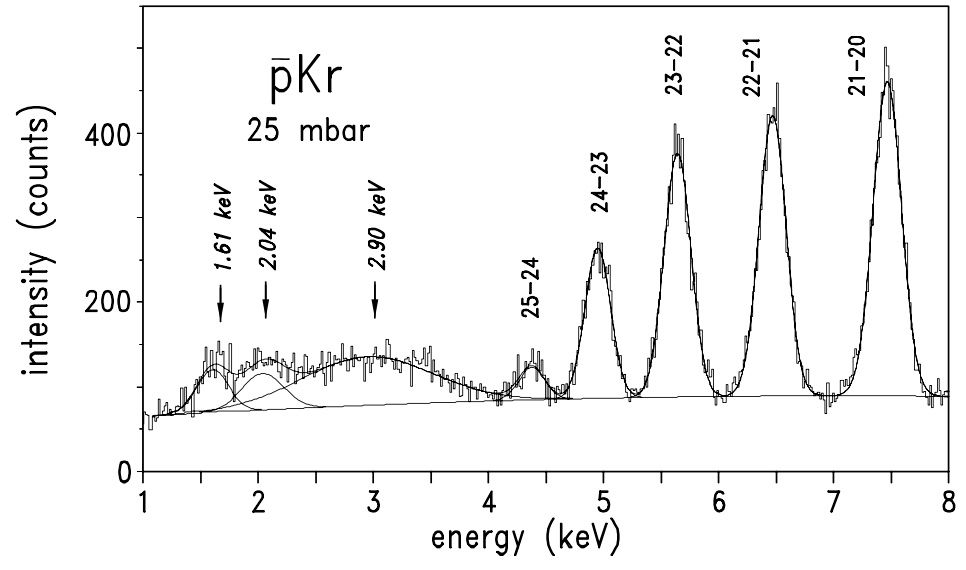 p̄Kr
25 mbar
1.61 keV
2.04 keV
2.90 keV
25-24
24-23
23-22
22-21
21-20
intensity (counts)
400
200
0
1 2 3 4 5 6 7 8
energy (keV)